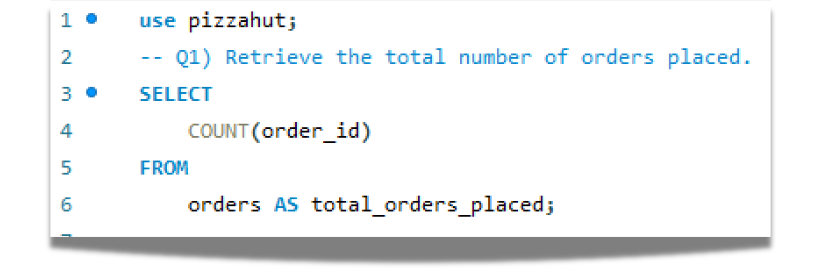 1 use pizzahut;
2 -- Q1) Retrieve the total number of orders placed.
3 SELECT
4 COUNT(order_id)
5 FROM
6 orders AS total_orders_placed;